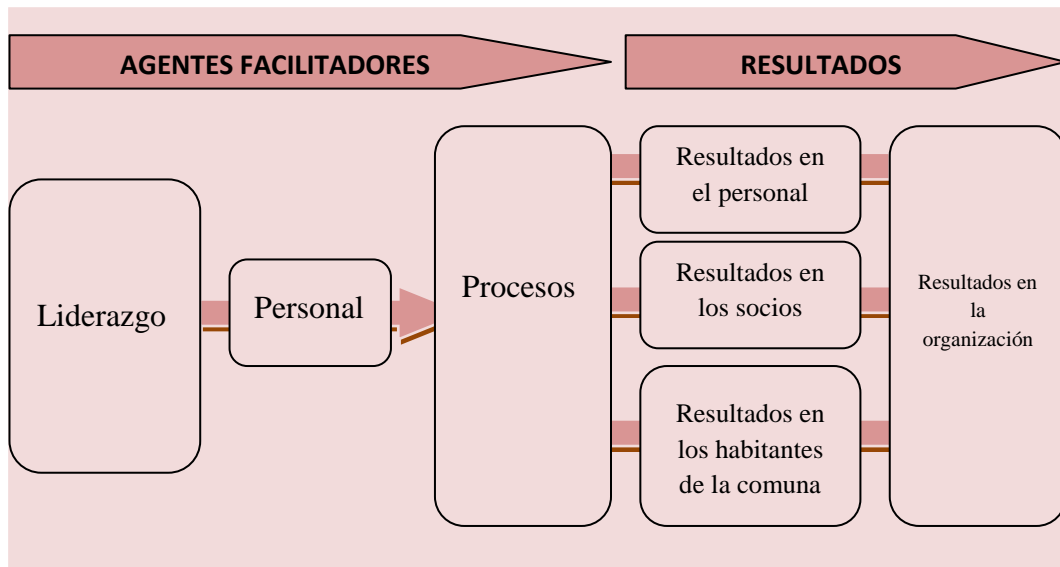 AGENTES FACILITADORES
RESULTADOS
Liderazgo
Personal
Procesos
Resultados en
el personal
Resultados en
los socios
Resultados en
los habitantes
de la comuna
Resultados en
la
organización